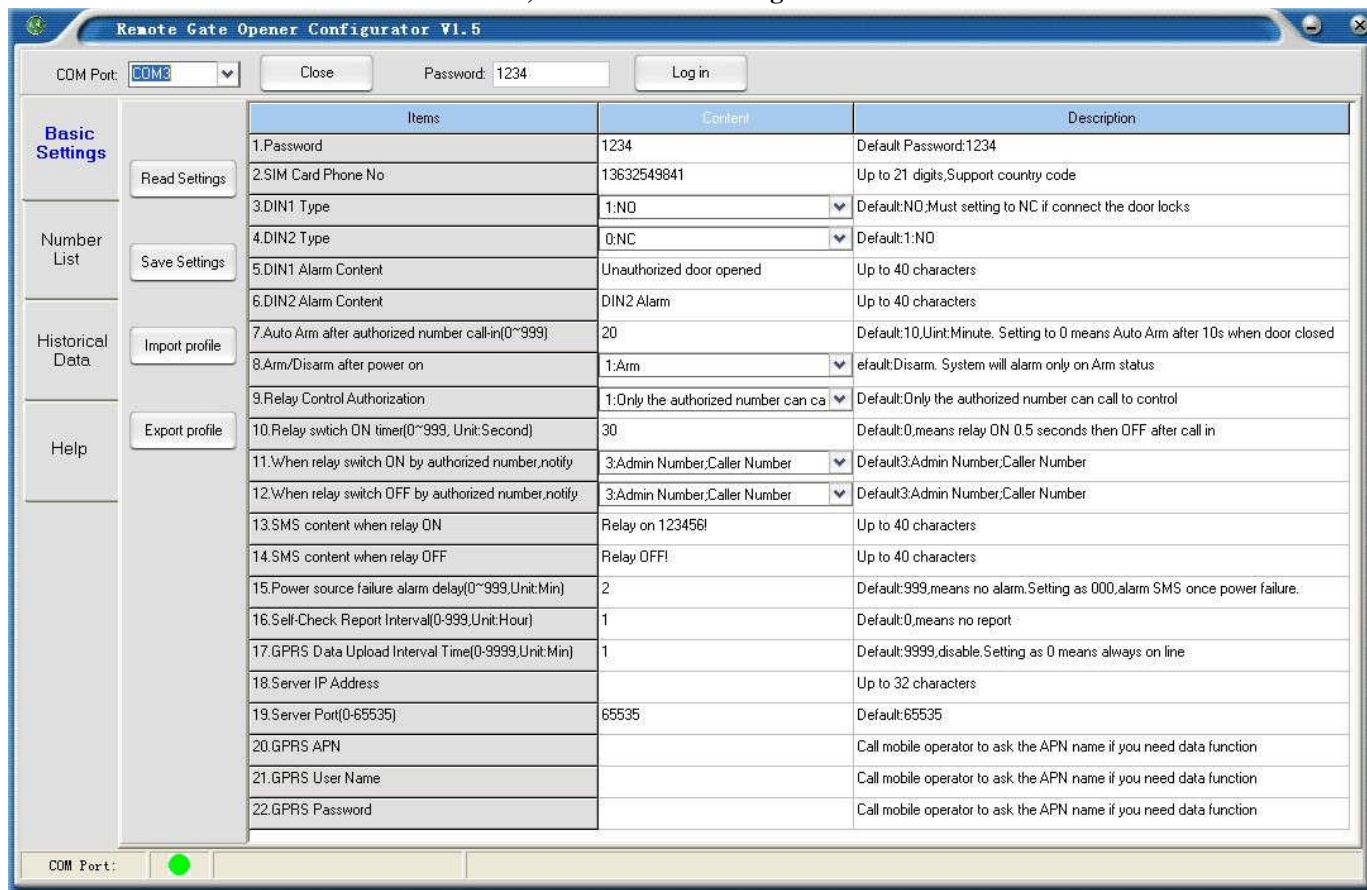 Remote Gate Opener Configurator V1.5
COM Port: COM3 Close Password: 1234 Log in
Basic Settings
Number List
Historical Data
Help
Read Settings
Save Settings
Import profile
Export profile
Items Content Description
1.Password 1234 Default Password:1234
2.SIM Card Phone No 13632549841 Up to 21 digits,Support country code
3.DIN1 Type 1:NO Default:NO;Must setting to NC if connect the door locks
4.DIN2 Type 0:NC Default:1:NO
5.DIN1 Alarm Content Unauthorized door opened Up to 40 characters
6.DIN2 Alarm Content DIN2 Alarm Up to 40 characters
7.Auto Arm after authorized number call-in(0~999) 20 Default:10,Uint:Minute. Setting to 0 means Auto Arm after 10s when door closed
8.Arm/Disarm after power on 1:Arm efault:Disarm. System will alarm only on Arm status
9.Relay Control Authorization 1:Only the authorized number can ca Default:Only the authorized number can call to control
10.Relay swtich ON timer(0~999, Unit:Second) 30 Default:0,means relay ON 0.5 seconds then OFF after call in
11.When relay switch ON by authorized number,notify 3:Admin Number;Caller Number Default3:Admin Number;Caller Number
12.When relay switch OFF by authorized number,notify 3:Admin Number;Caller Number Default3:Admin Number;Caller Number
13.SMS content when relay ON Relay on 123456! Up to 40 characters
14.SMS content when relay OFF Relay OFF! Up to 40 characters
15.Power source failure alarm delay(0~999,Unit:Min) 2 Default:999,means no alarm.Setting as 000,alarm SMS once power failure.
16.Self-Check Report Interval(0-999,Unit:Hour) 1 Default:0,means no report
17.GPRS Data Upload Interval Time(0-9999,Unit:Min) 1 Default:9999,disable.Setting as 0 means always on line
18.Server IP Address Up to 32 characters
19.Server Port(0-65535) 65535 Default:65535
20.GPRS APN Call mobile operator to ask the APN name if you need data function
21.GPRS User Name Call mobile operator to ask the APN name if you need data function
22.GPRS Password Call mobile operator to ask the APN name if you need data function
COM Port: